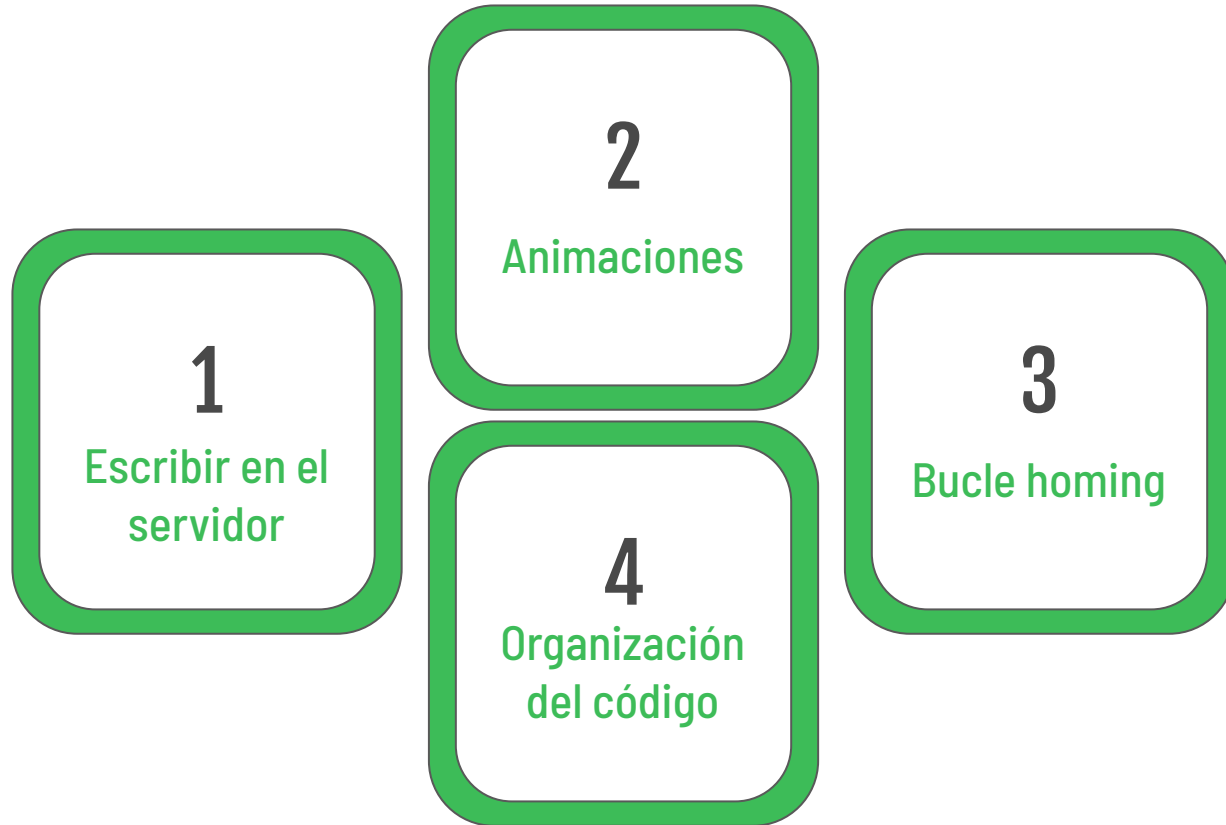 1
Escribir en el
servidor
2
Animaciones
3
Bucle homing
4
Organización
del código